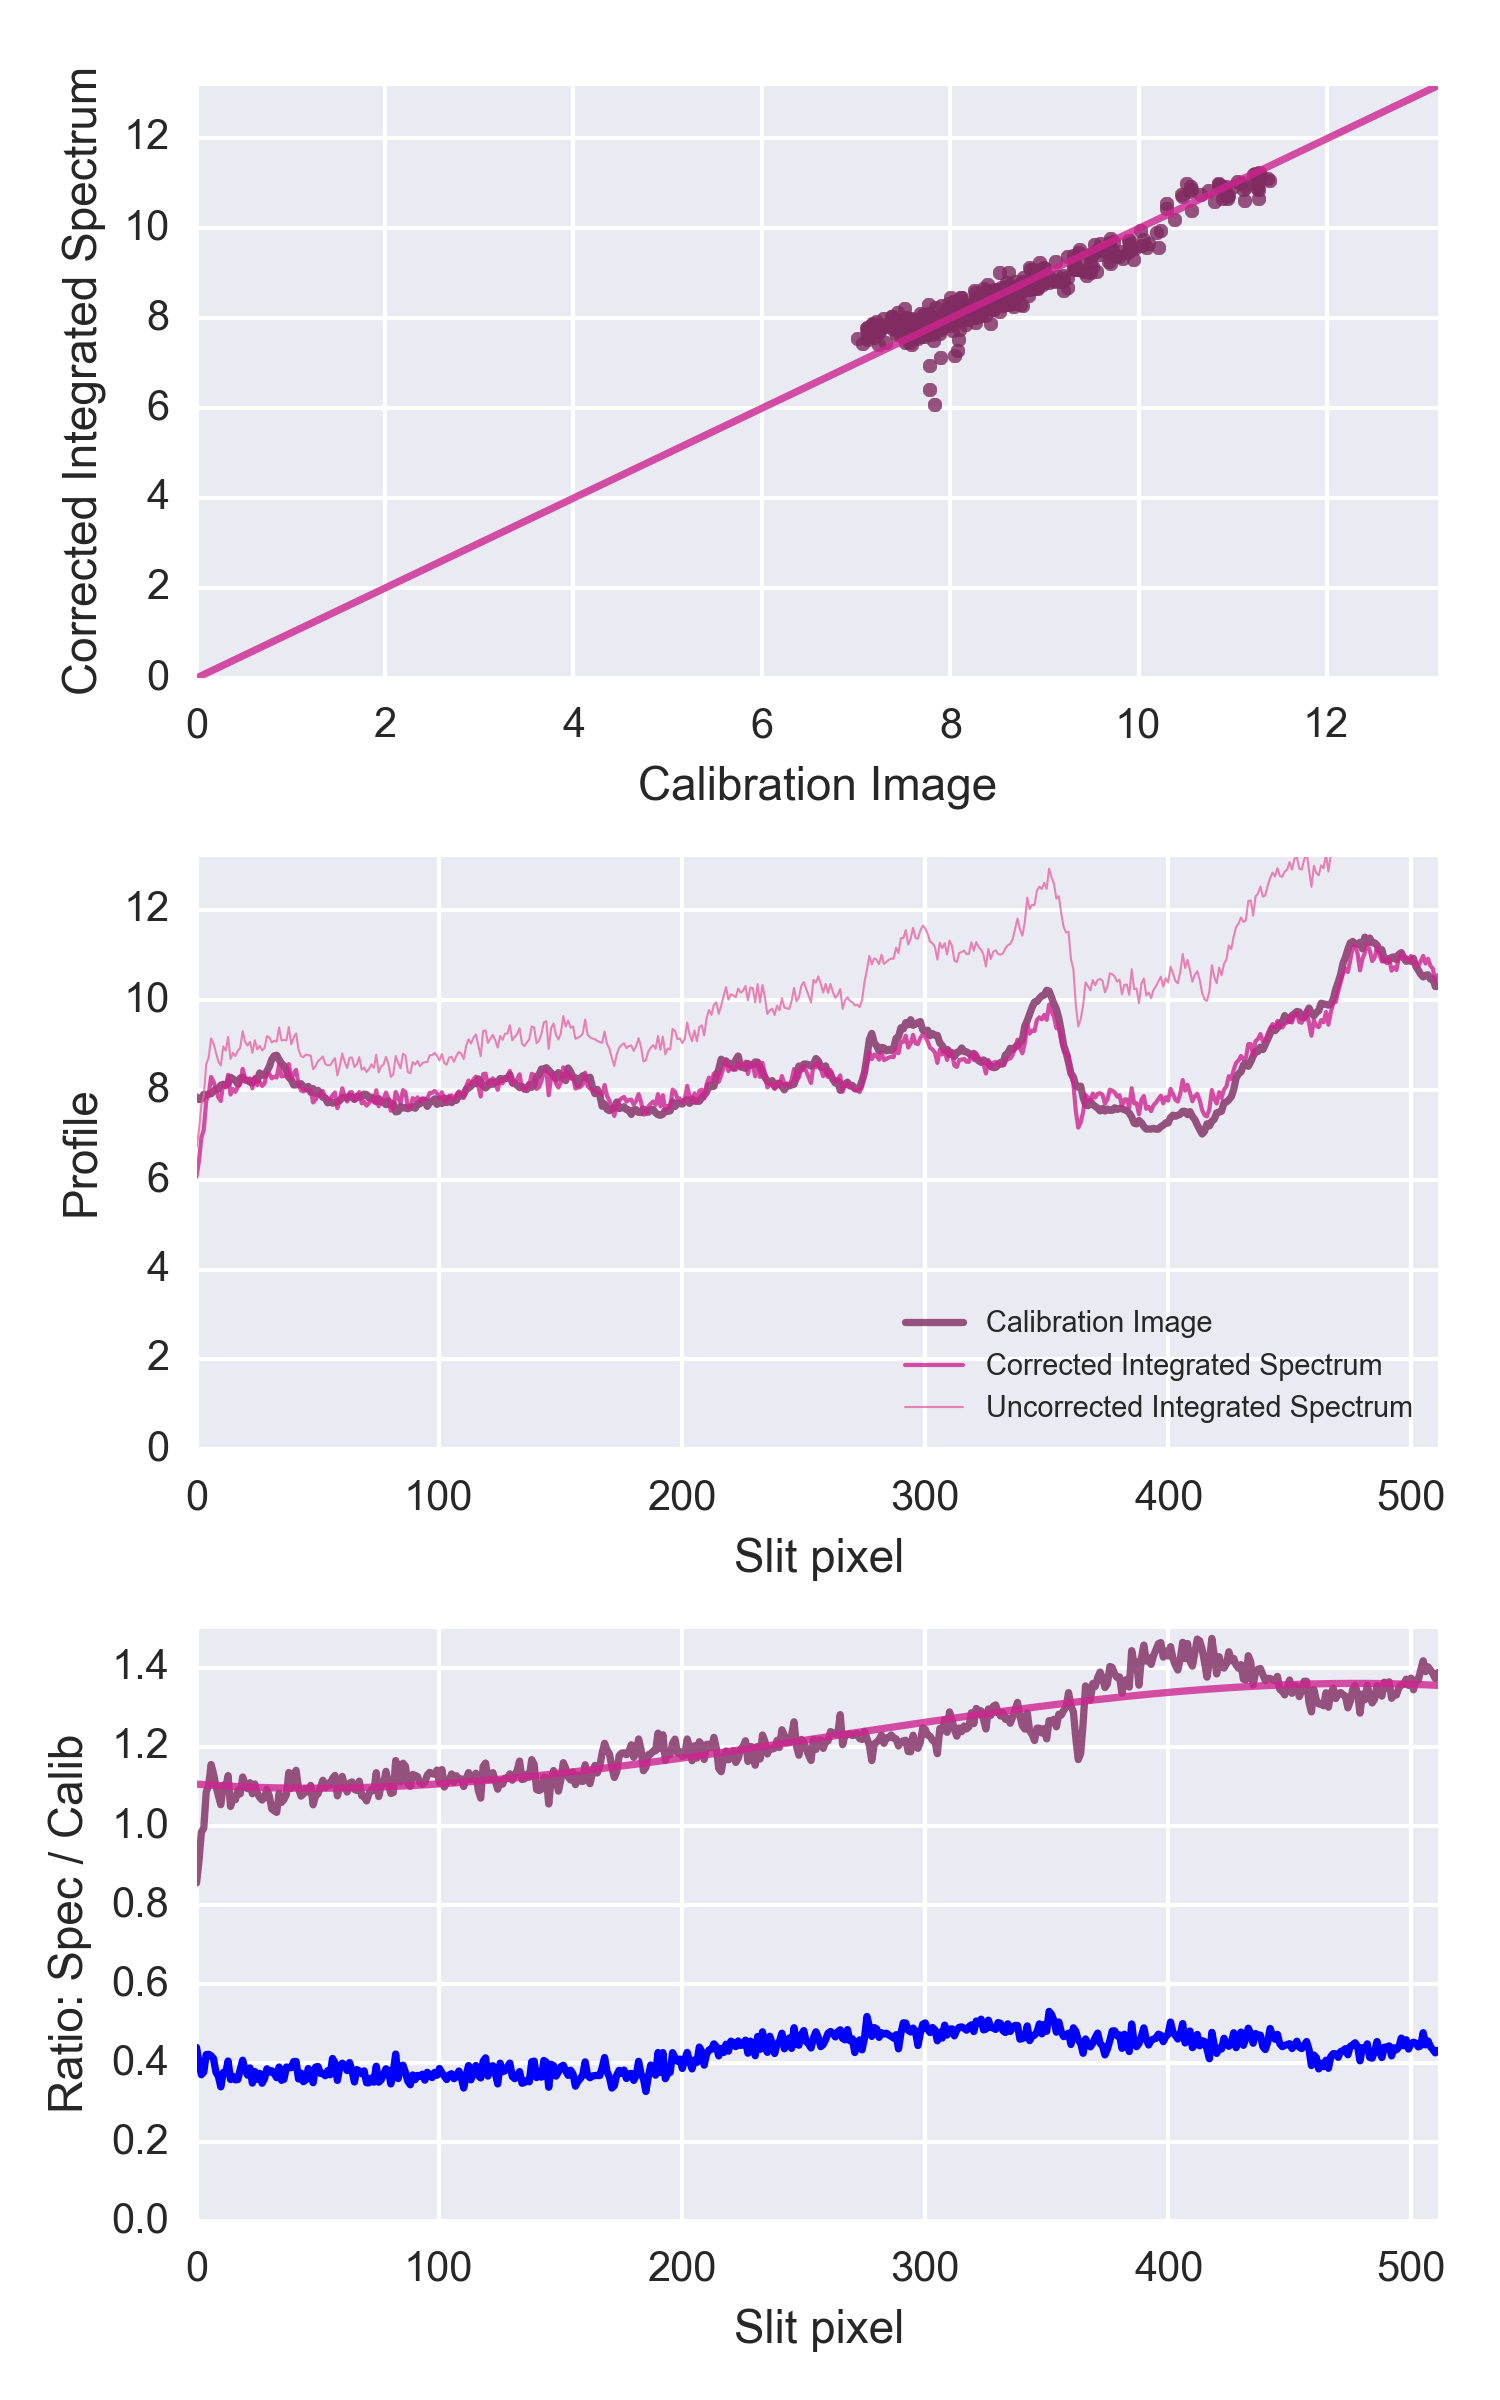 Corrected Integrated Spectrum
12
10
8
6
4
2
0
0 2 4 6 8 10 12
Calibration Image
Profile
12
10
8
6
4
2
0
Calibration Image
Corrected Integrated Spectrum
Uncorrected Integrated Spectrum
0 100 200 300 400 500
Slit pixel
Ratio: Spec / Calib
1.4
1.2
1.0
0.8
0.6
0.4
0.2
0.0
0 100 200 300 400 500
Slit pixel